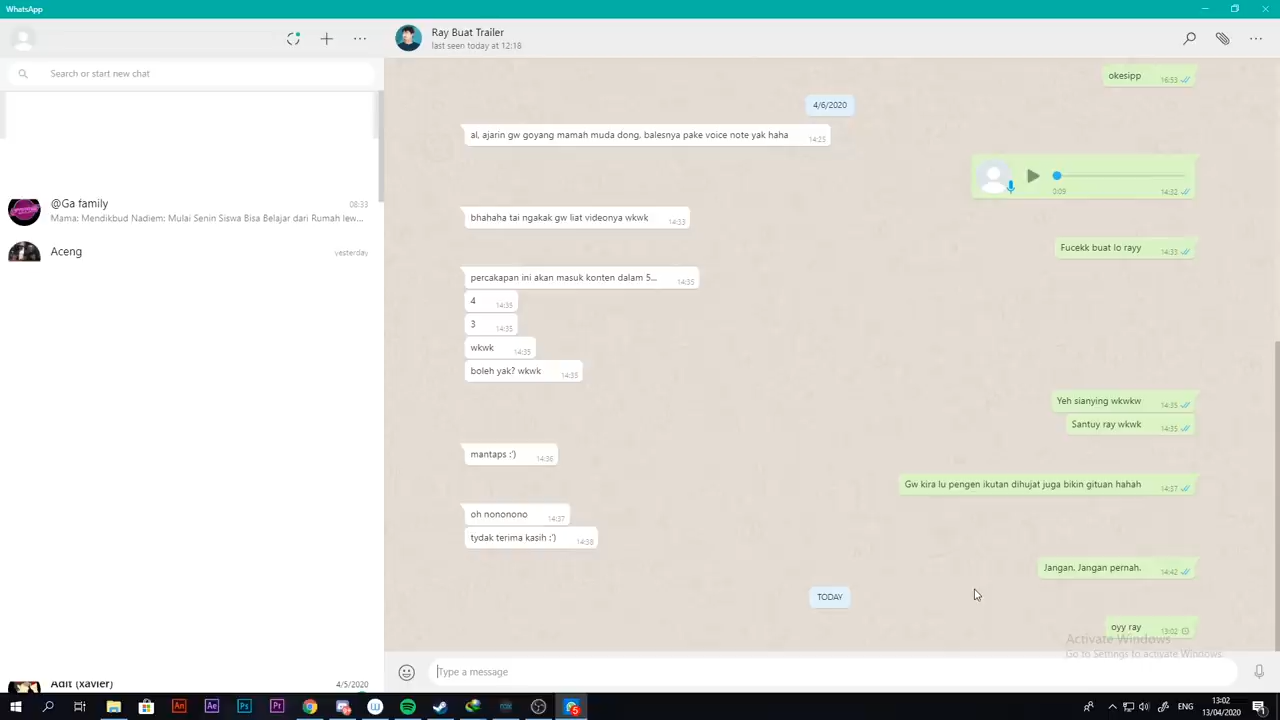 WhatsApp
Ray Buat Trailer
last seen today at 12:18
Search or start new chat
@Ga family
08:33
Mama: Mendikbud Nadiem: Mulai Senin Siswa Bisa Belajar dari Rumah lew...
Aceng
yesterday
Adit (xavier)
4/5/2020
okesipp
16:53
4/6/2020
al, ajarin gw goyang mamah muda dong, balesnya pake voice note yak haha
14:25
0:09
14:32
bhahaha tai ngakak gw liat videonya wkwk
14:33
Fucekk buat lo rayy
14:33
percakapan ini akan masuk konten dalam 5...
14:35
4
14:35
3
14:35
wkwk
14:35
boleh yak? wkwk
14:35
Yeh sianying wkwkw
14:35
Santuy ray wkwk
14:35
mantaps :')
14:36
Gw kira lu pengen ikutan dihujat juga bikin gituan hahah
14:37
oh nononono
14:37
tydak terima kasih :')
14:38
Jangan. Jangan pernah.
14:42
TODAY
oyy ray
13:02
Activate Windows
Go to Settings to activate Windows.
Type a message
An
Ae
Ps
Pr
W
5
ENG
13:02
13/04/2020
1